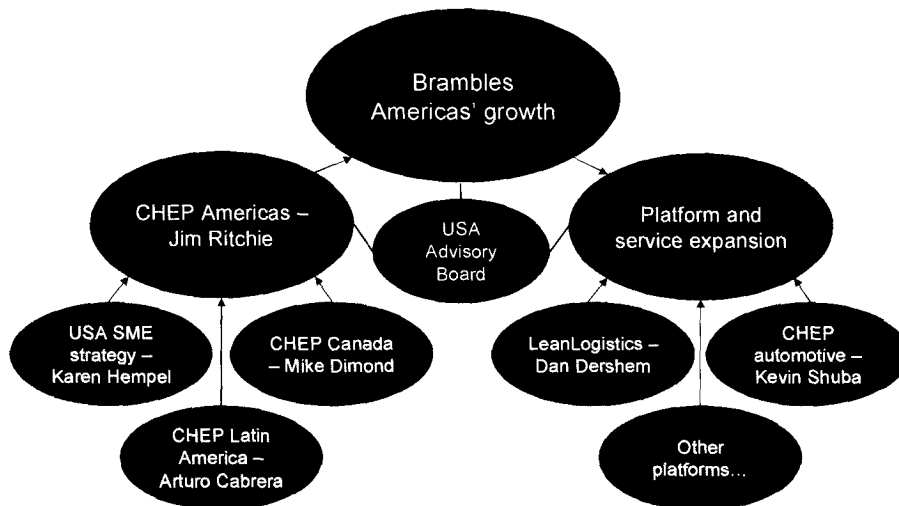 Brambles
Americas' growth
CHEP Americas –
Jim Ritchie
USA
Advisory
Board
Platform and
service expansion
USA SME
strategy –
Karen Hempel
CHEP Canada
– Mike Dimond
LeanLogistics –
Dan Dershem
CHEP
automotive –
Kevin Shuba
CHEP Latin
America –
Arturo Cabrera
Other
platforms...